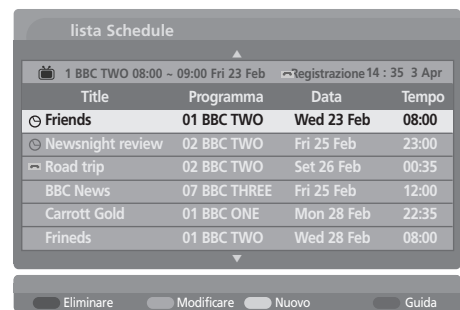 lista Schedule
1 BBC TWO 08:00 ~ 09:00 Fri 23 Feb Registrazione 14 : 35 3 Apr
Title Programma Data Tempo
Friends 01 BBC TWO Wed 23 Feb 08:00
Newsnight review 02 BBC TWO Fri 25 Feb 23:00
Road trip 02 BBC TWO Set 26 Feb 00:35
BBC News 07 BBC THREE Fri 25 Feb 12:00
Carrott Gold 01 BBC ONE Mon 28 Feb 22:35
Frineds 01 BBC TWO Wed 28 Feb 08:00
Eliminare Modificare Nuovo Guida